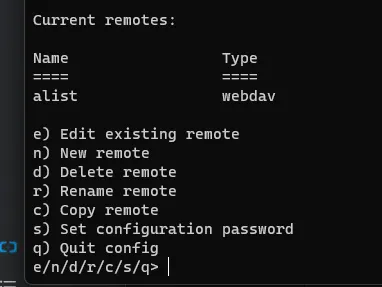 Current remotes:
Name                 Type
====                 ====
alist                webdav
e) Edit existing remote
n) New remote
d) Delete remote
r) Rename remote
c) Copy remote
s) Set configuration password
q) Quit config
e/n/d/r/c/s/q>